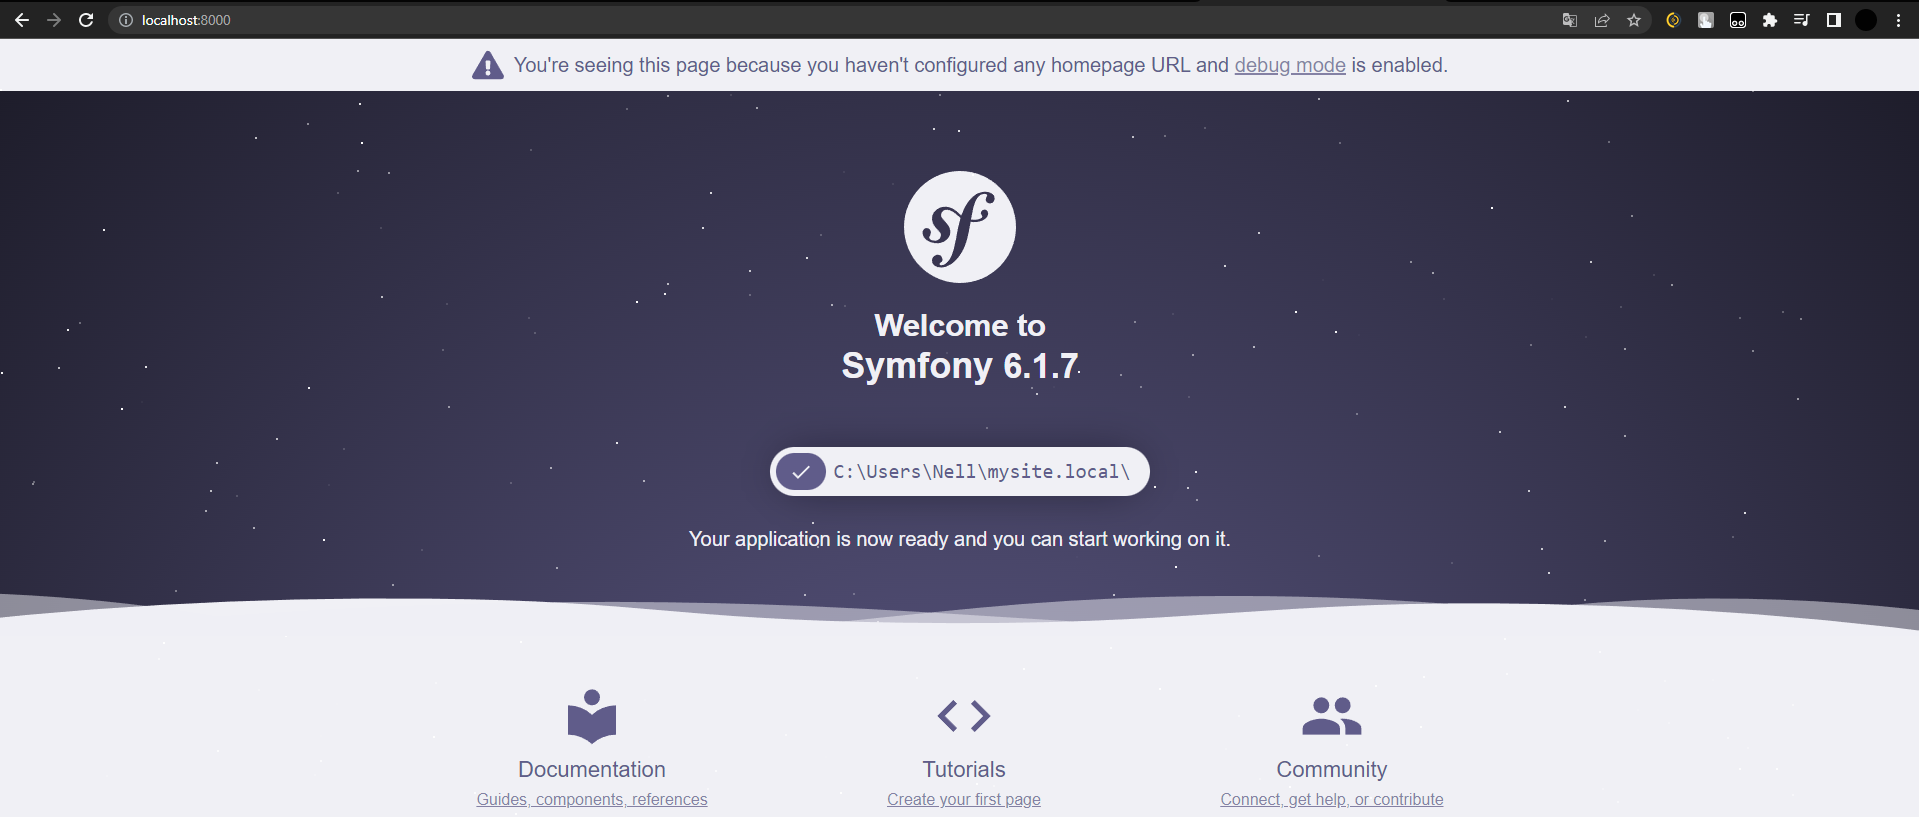 localhost:8000
You're seeing this page because you haven't configured any homepage URL and debug mode is enabled.
sf
Welcome to
Symfony 6.1.7
C:\Users\Nell\mysite.local\
Your application is now ready and you can start working on it.
Documentation
Tutorials
Community
Guides, components, references
Create your first page
Connect, get help, or contribute